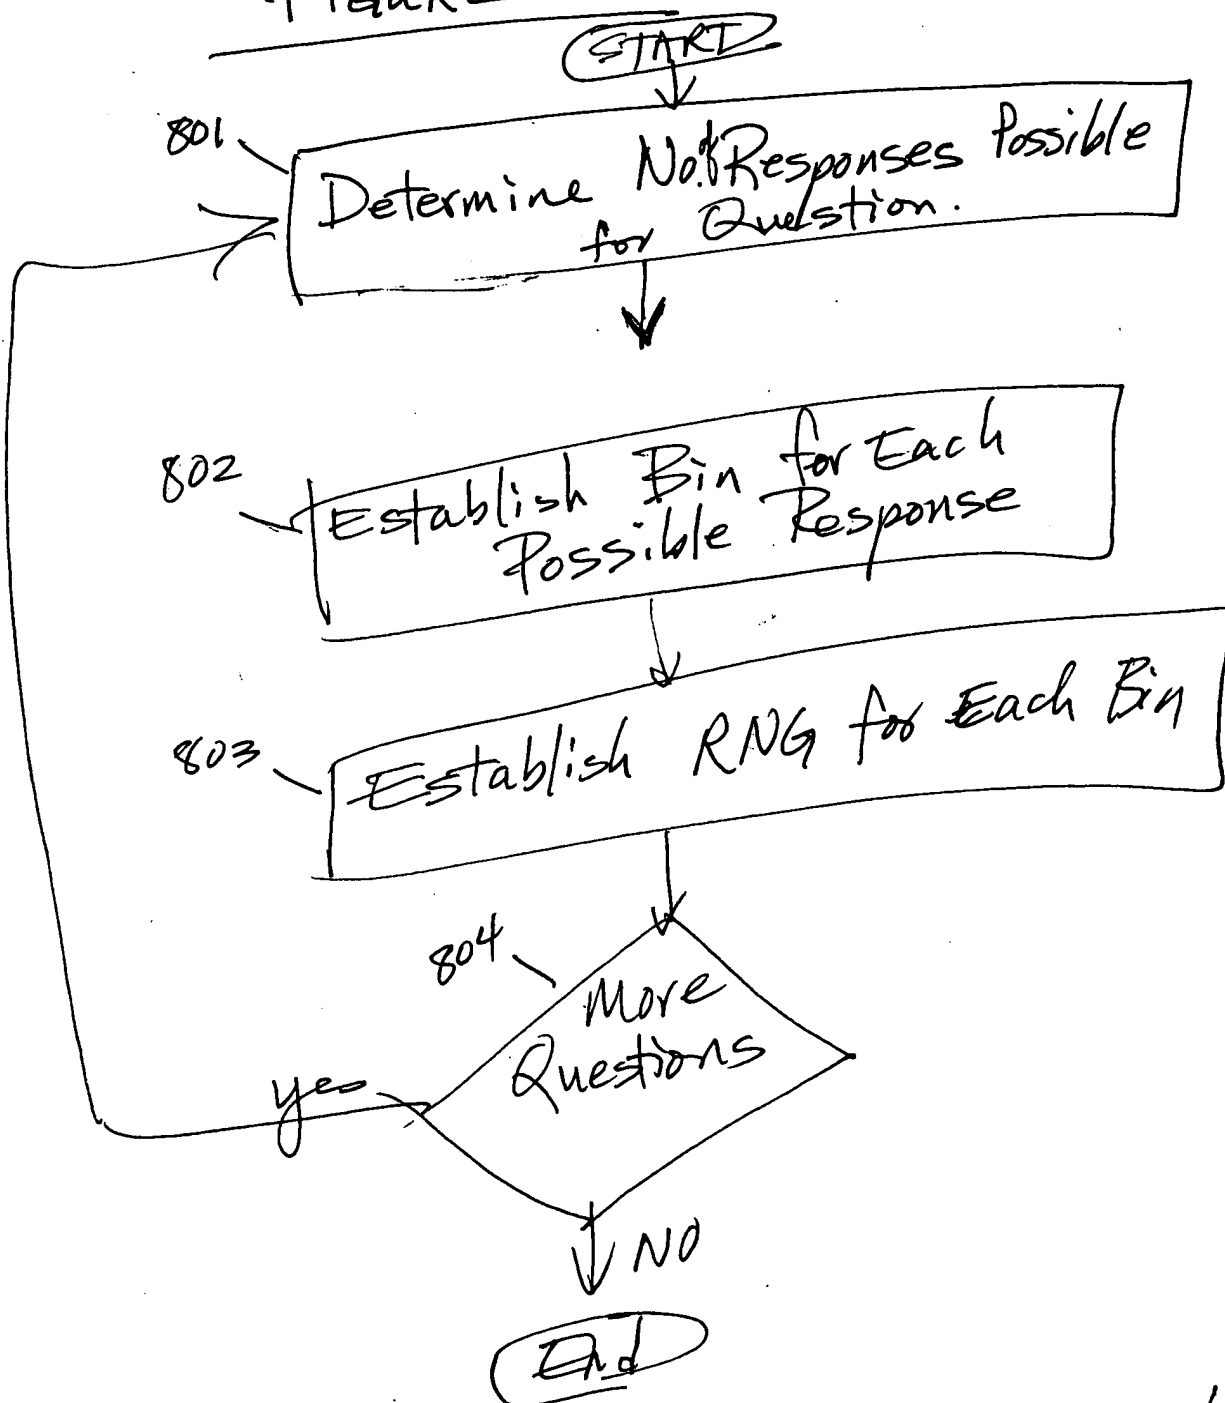 START
801
Determine No. of Responses Possible
for Question.
802
Establish Bin for Each
Possible Response
803
Establish RNG for Each Bin
804
More
Questions
yes
NO
End